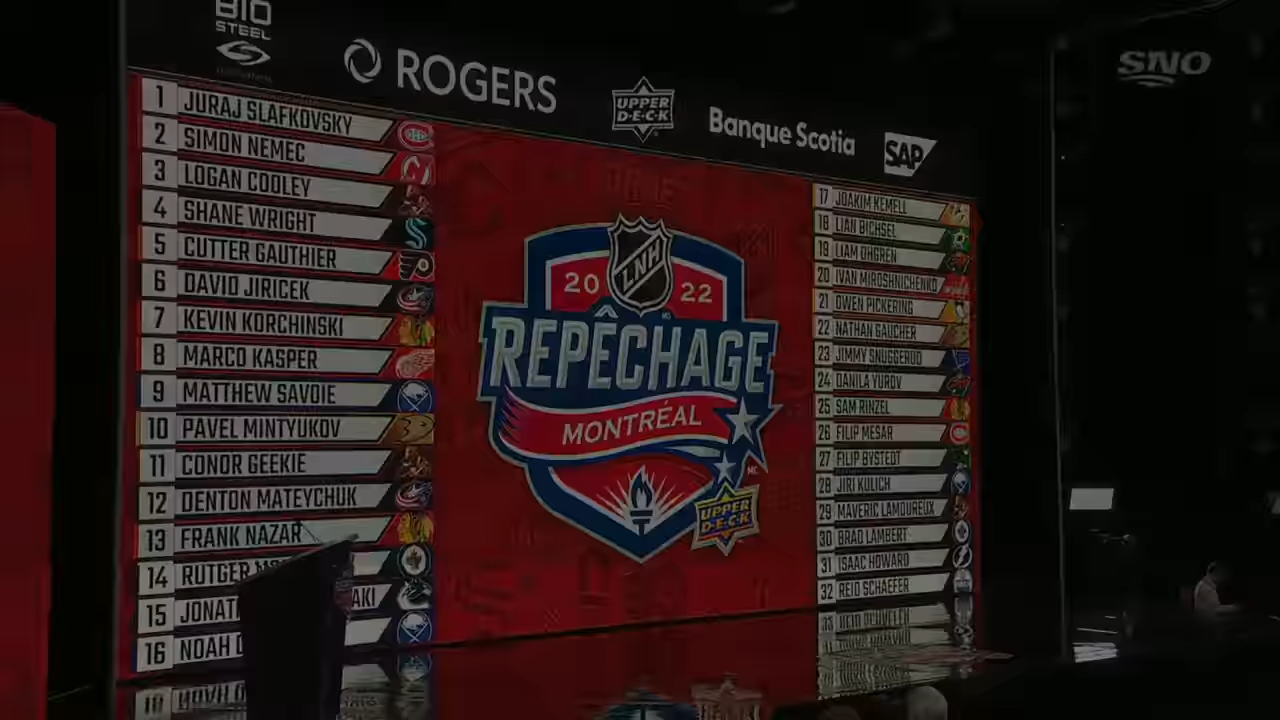 BIO
STEEL
ROGERS
UPPER
D·E·C·K
Banque Scotia
SAP
SNO
1 JURAJ SLAFKOVSKY
2 SIMON NEMEC
3 LOGAN COOLEY
4 SHANE WRIGHT
5 CUTTER GAUTHIER
6 DAVID JIRICEK
7 KEVIN KORCHINSKI
8 MARCO KASPER
9 MATTHEW SAVOIE
10 PAVEL MINTYUKOV
11 CONOR GEEKIE
12 DENTON MATEYCHUK
13 FRANK NAZAR
14 RUTGER
15
16 NOAH
LNH
20 22
REPÊCHAGE
MONTRÉAL
MC
UPPER
D·E·C·K
17 JOAKIM KEMELL
18 LIAN BICHSEL
19 LIAM OHGREN
20 IVAN MIROSHNICHENKO
21 OWEN PICKERING
22 NATHAN GAUCHER
23 JIMMY SNUGGERUD
24 DANILA YUROV
25 SAM RINZEL
26 FILIP MESAR
27 FILIP BYSTEDT
28 JIRI KULICH
29 MAVERIC LAMOUREUX
30 BRAD LAMBERT
31 ISAAC HOWARD
32 REID SCHAEFER